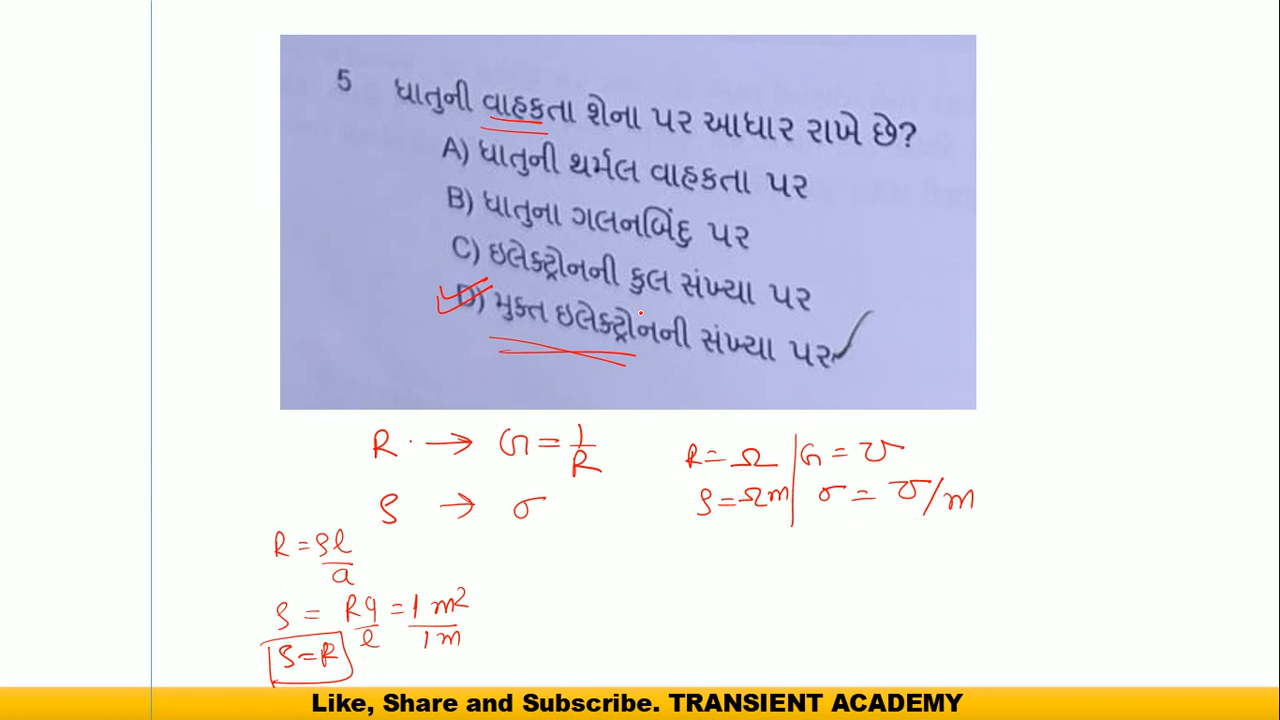 5 ધાતુની વાહકતા શેના પર આધાર રાખે છે?
A) ધાતુની થર્મલ વાહકતા પર
B) ધાતુના ગલનબિંદુ પર
C) ઇલેક્ટ્રોનની કુલ સંખ્યા પર
D) મુક્ત ઇલેક્ટ્રોનની સંખ્યા પર
R → G = 1/R
ρ → σ
R = Ω | G = ℧
ρ = Ωm | σ = ℧/m
R = ρl/a
ρ = Ra/l = 1 m²/1m
ρ = R
Like, Share and Subscribe. TRANSIENT ACADEMY